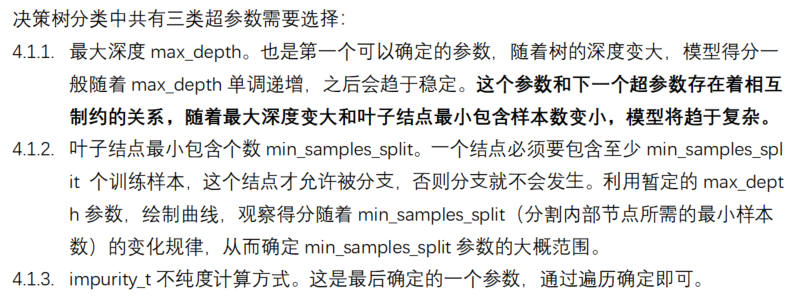 决策树分类中共有三类超参数需要选择：
4.1.1. 最大深度 max_depth。也是第一个可以确定的参数，随着树的深度变大，模型得分一
般随着 max_depth 单调递增，之后会趋于稳定。这个参数和下一个超参数存在着相互
制约的关系，随着最大深度变大和叶子结点最小包含样本数变小，模型将趋于复杂。
4.1.2. 叶子结点最小包含个数 min_samples_split。一个结点必须要包含至少 min_samples_spl
it 个训练样本，这个结点才允许被分支，否则分支就不会发生。利用暂定的 max_dept
h 参数，绘制曲线，观察得分随着 min_samples_split（分割内部节点所需的最小样本
数）的变化规律，从而确定 min_samples_split 参数的大概范围。
4.1.3. impurity_t 不纯度计算方式。这是最后确定的一个参数，通过遍历确定即可。